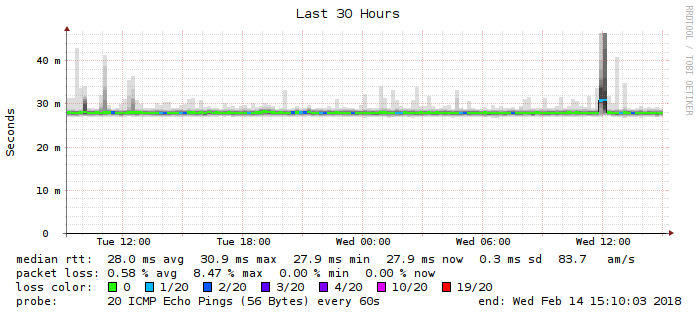 Last 30 Hours
RRDTOOL / TOBI OETIKER
Seconds
40 m
30 m
20 m
10 m
0
Tue 12:00 Tue 18:00 Wed 00:00 Wed 06:00 Wed 12:00
median rtt: 28.0 ms avg 30.9 ms max 27.9 ms min 27.9 ms now 0.3 ms sd 83.7 am/s
packet loss: 0.58 % avg 8.47 % max 0.00 % min 0.00 % now
loss color: 0 1/20 2/20 3/20 4/20 10/20 19/20
probe: 20 ICMP Echo Pings (56 Bytes) every 60s end: Wed Feb 14 15:10:03 2018